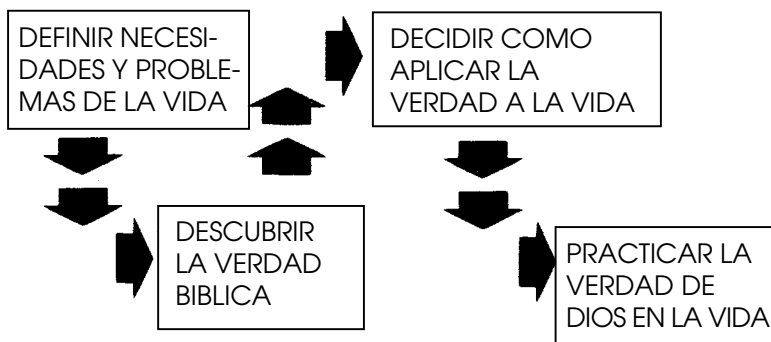 DEFINIR NECESI-
DADES Y PROBLE-
MAS DE LA VIDA
DESCUBRIR
LA VERDAD
BIBLICA
DECIDIR COMO
APLICAR LA
VERDAD A LA VIDA
PRACTICAR LA
VERDAD DE
DIOS EN LA VIDA